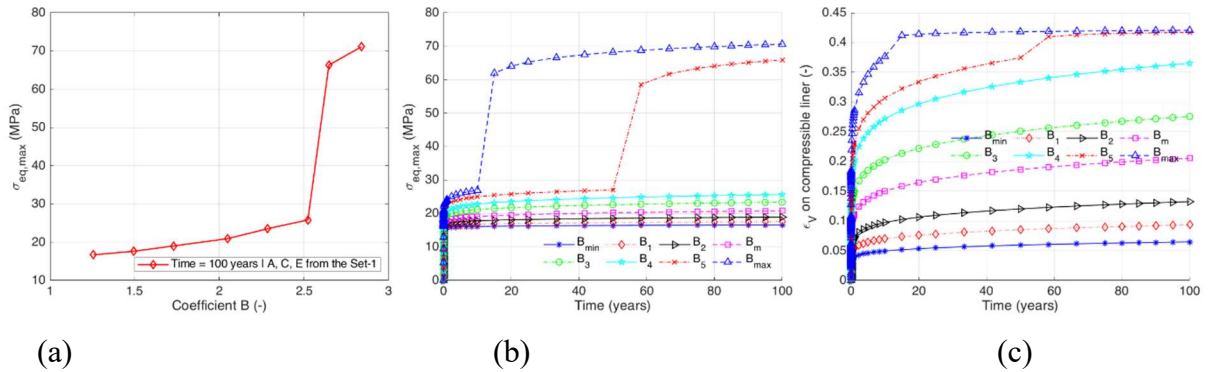 80
70
60
50
40
30
20
10
σeq,max (MPa)
1 1.5 2 2.5 3
Coefficient B (-)
Time = 100 years | A, C, E from the Set-1
(a)
80
70
60
50
40
30
20
10
0
σeq,max (MPa)
0 20 40 60 80 100
Time (years)
Bmin B1 B2 Bm
B3 B4 B5 Bmax
(b)
0.45
0.4
0.35
0.3
0.25
0.2
0.15
0.1
0.05
0
εV on compressible liner (-)
0 20 40 60 80 100
Time (years)
Bmin B1 B2 Bm
B3 B4 B5 Bmax
(c)